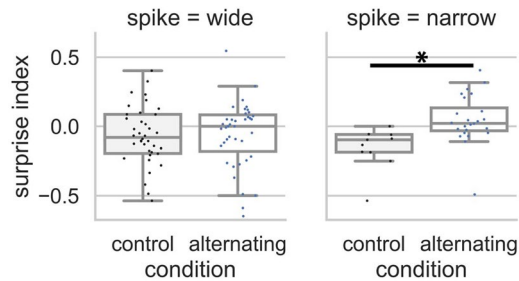 spike = wide
spike = narrow
surprise index
0.5
0.0
−0.5
*
control alternating
control alternating
condition
condition